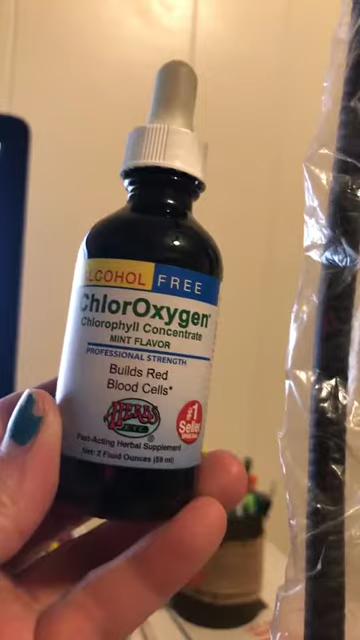 ALCOHOL FREE
ChlorOxygen®
Chlorophyll Concentrate
MINT FLAVOR
PROFESSIONAL STRENGTH
Builds Red
Blood Cells*
HERBS
ETC.®
#1
Seller
Fast-Acting Herbal Supplement
Net: 2 Fluid Ounces (59 ml)